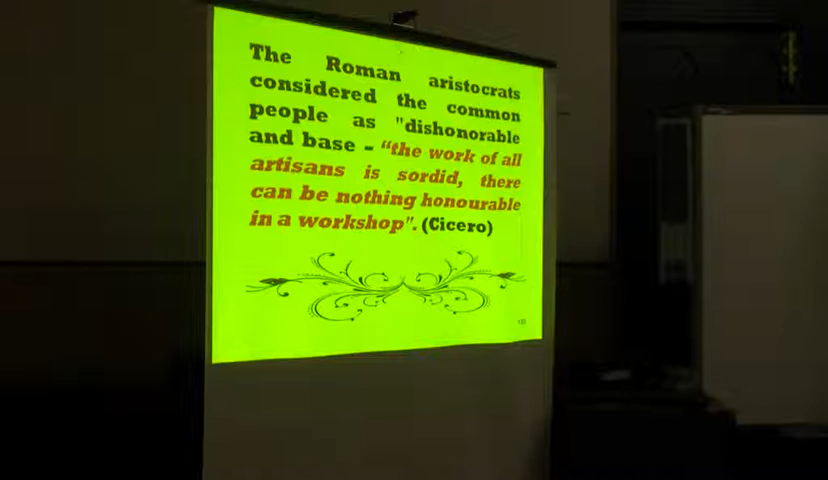 The Roman aristocrats
considered the common
people as "dishonorable
and base – “the work of all
artisans is sordid, there
can be nothing honourable
in a workshop". (Cicero)